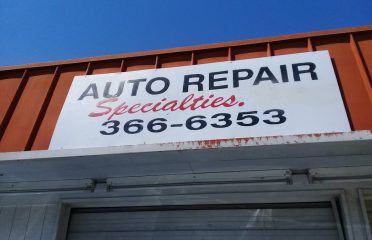 AUTO REPAIR
Specialties.
366-6353